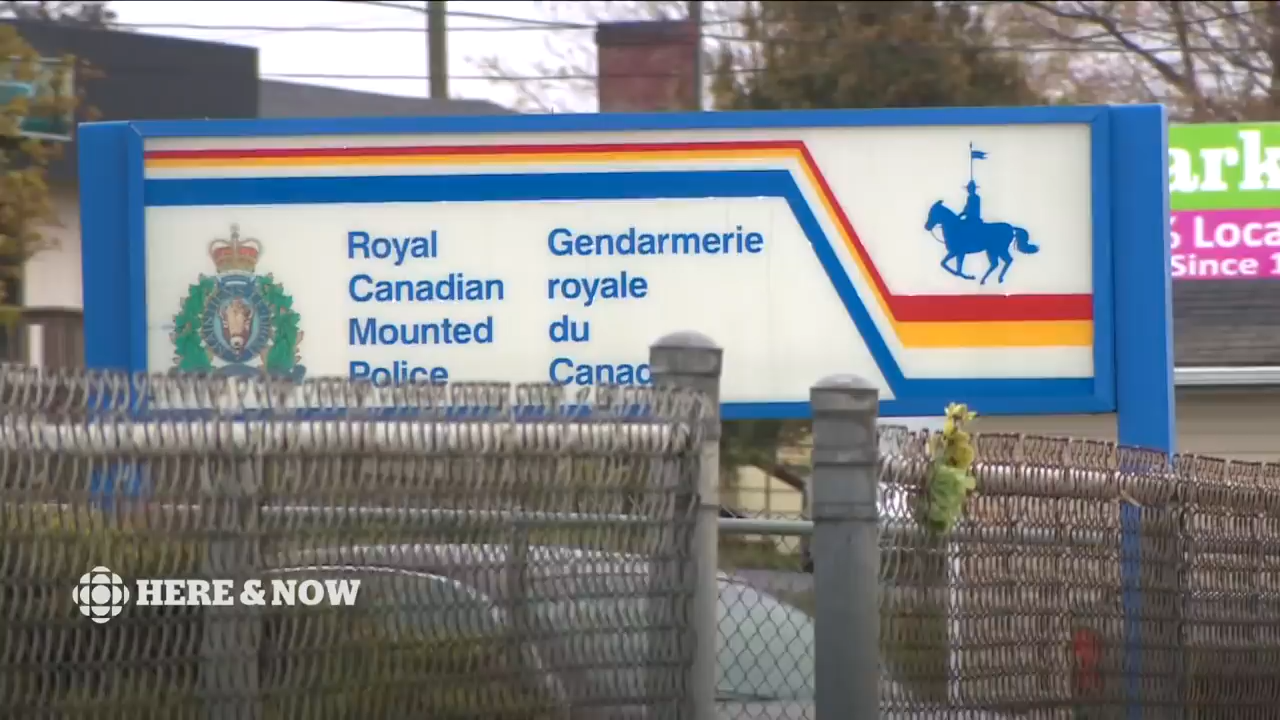 Royal
Canadian
Mounted
Police
Gendarmerie
royale
du
Canad
ark
Loca
Since 1
HERE & NOW